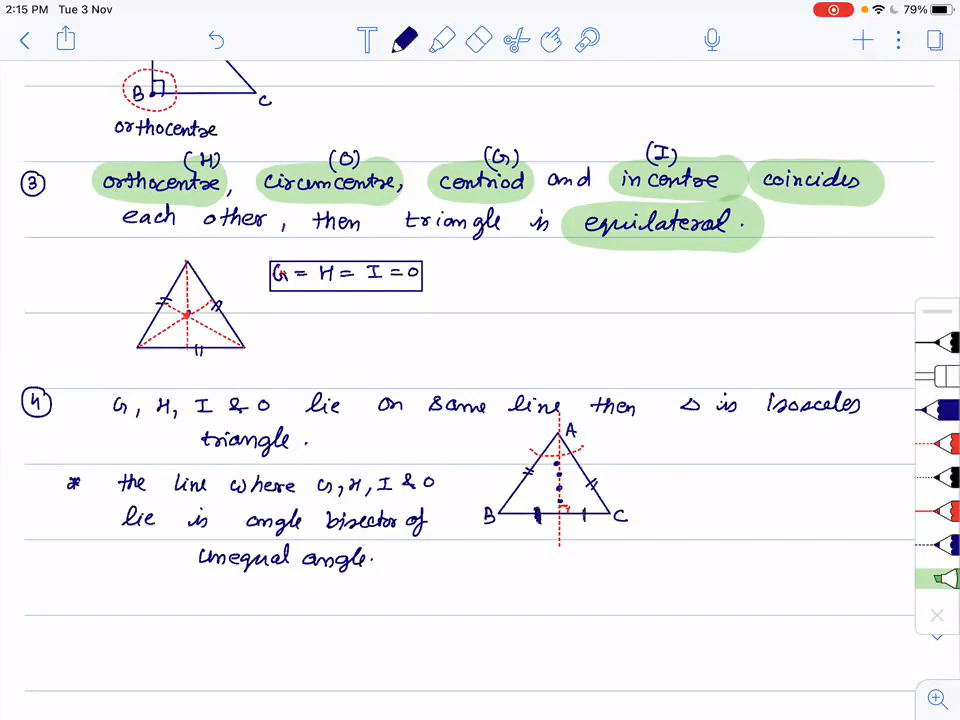 2:15 PM Tue 3 Nov
79%
T
B
C
orthocentre
(H) (O) (G) (I)
3 orthocentre, circumcentre, centriod and incentre coincides
each other, then triangle is equilateral.
G = H = I = O
4 G, H, I & O lie on same line then Δ is Isosceles
triangle.
A
* the line where G, H, I & O
lie is angle bisector of
unequal angle.
B
C